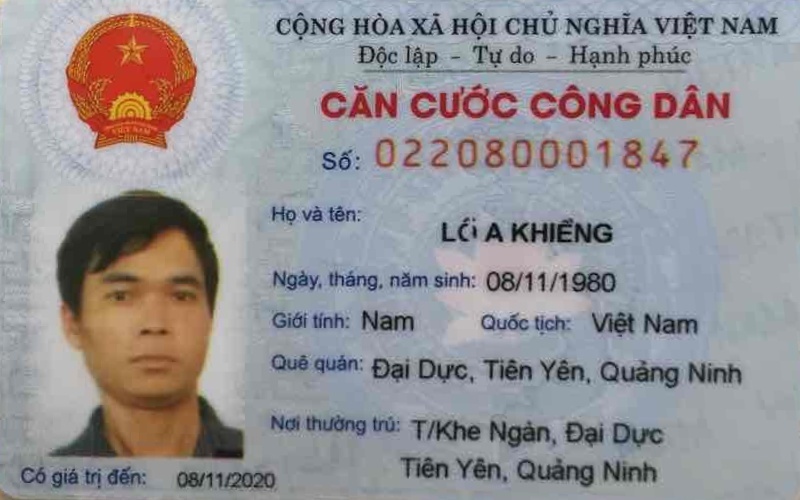 CỘNG HÒA XÃ HỘI CHỦ NGHĨA VIỆT NAM
Độc lập - Tự do - Hạnh phúc
CĂN CƯỚC CÔNG DÂN
Số: 022080001847
Họ và tên:
A KHIỀNG
Ngày, tháng, năm sinh: 08/11/1980
Giới tính: Nam Quốc tịch: Việt Nam
Quê quán: Đại Dực, Tiên Yên, Quảng Ninh
Nơi thường trú: T/Khe Ngàn, Đại Dực
Tiên Yên, Quảng Ninh
Có giá trị đến: 08/11/2020
VIỆT NAM